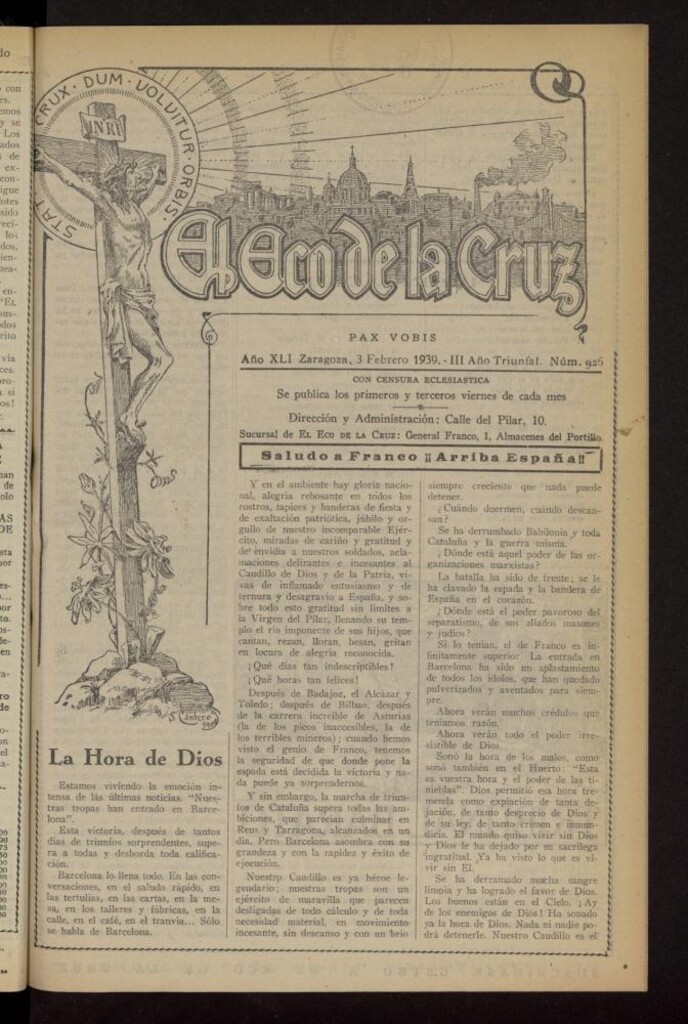 STAT CRUX · DUM · VOLVITUR · ORBIS ·
INRI
El Eco de la Cruz
PAX VOBIS
Año XLI Zaragoza, 3 Febrero 1939. - III Año Triunfal. Núm. 926
CON CENSURA ECLESIASTICA
Se publica los primeros y terceros viernes de cada mes
Dirección y Administración: Calle del Pilar, 10.
Sucursal de EL ECO DE LA CRUZ: General Franco, 1, Almacenes del Portillo
Saludo a Franco ¡¡Arriba España!!
La Hora de Dios
Estamos viviendo la emoción in-
tensa de las últimas noticias. "Nues-
tras tropas han entrado en Barce-
lona".
Esta victoria, después de tantos
días de triunfos sorprendentes, supe-
ra a todas y desborda toda califica-
ción.
Barcelona lo llena todo. En las con-
versaciones, en el saludo rápido, en
las tertulias, en las cartas, en la me-
sa, en los talleres y fábricas, en la
calle, en el café, en el tranvía... Sólo
se habla de Barcelona.
Y en el ambiente hay gloria nacio-
nal, alegría rebosante en todos los
rostros, tapices y banderas de fiesta y
de exaltación patriótica, júbilo y or-
gullo de nuestro incomparable Ejér-
cito, miradas de cariño y gratitud y
de envidia a nuestros soldados, acla-
maciones delirantes e incesantes al
Caudillo de Dios y de la Patria, vi-
vas de inflamado entusiasmo y de
ternura y desagravio a España, y so-
bre todo esto gratitud sin límites a
la Virgen del Pilar, llenando su tem-
plo el río imponente de sus hijos, que
cantan, rezan, lloran, besan, gritan
en locura de alegría reconocida.
¡Qué días tan indescriptibles!
¡Qué horas tan felices!
Después de Badajoz, el Alcázar y
Toledo; después de Bilbao, después
de la carrera increíble de Asturias
(la de los picos inaccesibles, la de
los terribles mineros); cuando hemos
visto el genio de Franco, tenemos
la seguridad de que donde pone la
espada está decidida la victoria y na-
da puede ya sorprendernos.
Y sin embargo, la marcha de triun-
fos de Cataluña supera todas las am-
biciones, que parecían culminar en
Reus y Tarragona, alcanzados en un
día. Pero Barcelona asombra con su
grandeza y con la rapidez y éxito de
ejecución.
Nuestro Caudillo es ya héroe le-
gendario; nuestras tropas son un
ejército de maravilla que parecen
desligadas de todo cálculo y de toda
necesidad material, en movimiento
incesante, sin descanso y con un brío
siempre creciente que nada puede
detener.
¿Cuándo duermen, cuándo descan-
san?
Se ha derrumbado Babilonia y toda
Cataluña y la guerra misma.
¿Dónde está aquel poder de las or-
ganizaciones marxistas?
La batalla ha sido de frente; se le
ha clavado la espada y la bandera de
España en el corazón.
¿Dónde está el poder pavoroso del
separatismo, de sus aliados masones
y judíos?
Si lo tenían, el de Franco es in-
finitamente superior. La entrada en
Barcelona ha sido un aplastamiento
de todos los ídolos, que han quedado
pulverizados y aventados para siem-
pre.
Ahora verán muchos crédulos que
teníamos razón.
Ahora verán todo el poder irre-
sistible de Dios.
Sonó la hora de los malos, como
sonó también en el Huerto: "Esta
es vuestra hora y el poder de las ti-
nieblas". Dios permitió esa hora tre-
menda como expiación de tanta de-
jación, de tanto desprecio de Dios y
de su ley, de tanto crimen e inmun-
dicia. El mundo quiso vivir sin Dios
y Dios le ha dejado por su sacrílega
ingratitud. Ya ha visto lo que es vi-
vir sin El.
Se ha derramado mucha sangre
limpia y ha logrado el favor de Dios.
Los buenos están en el Cielo. ¡Ay
de los enemigos de Dios! Ha sonado
ya la hora de Dios. Nada ni nadie po-
drá detenerle. Nuestro Caudillo es el